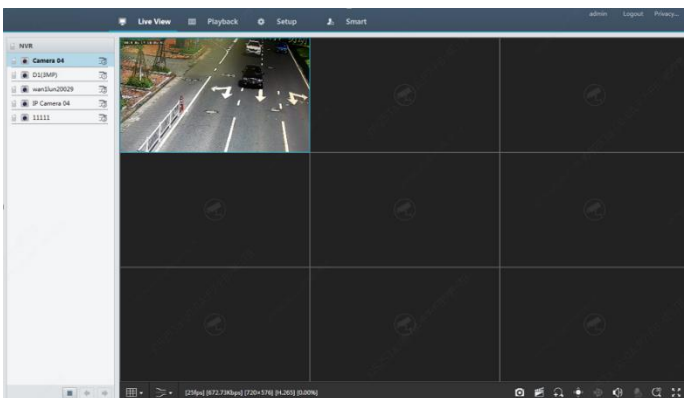 Live View Playback Setup Smart admin Logout Privacy...
NVR
Camera 04
D1(3MP)
wan1lun20029
IP Camera 04
11111
[25fps] [672.73Kbps] [720×576] [H.265] [0.00%]